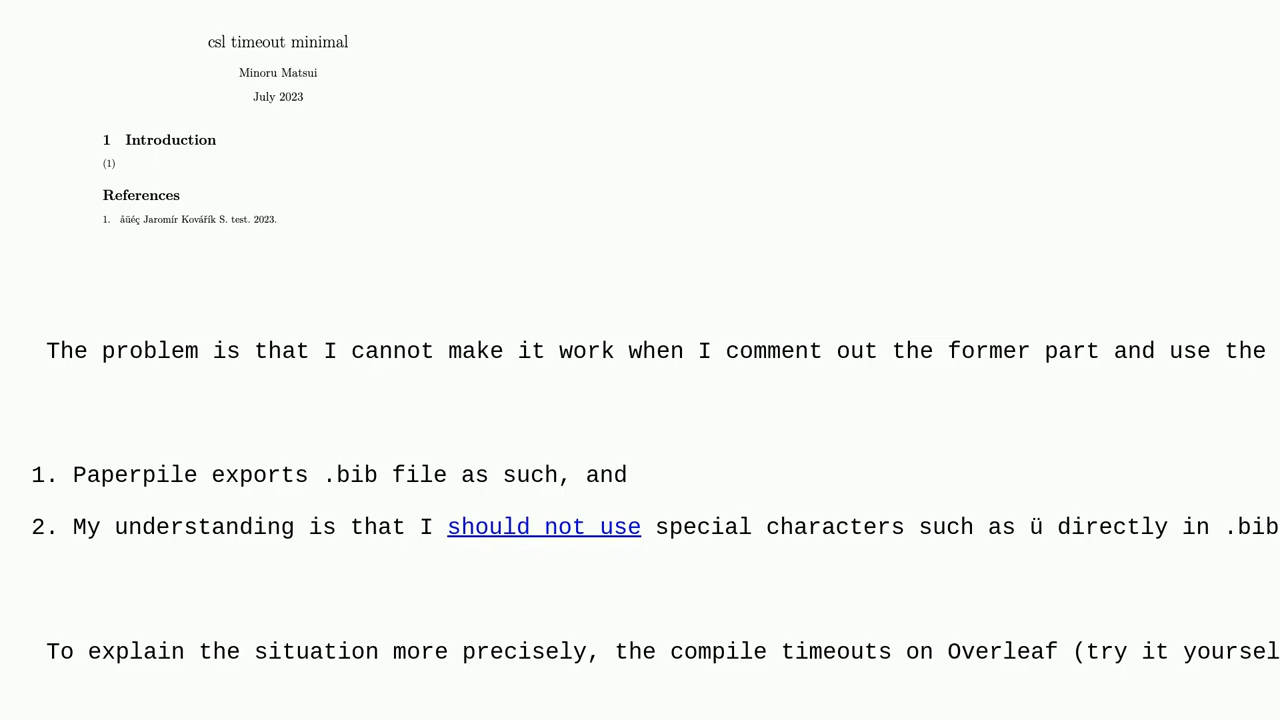 csl timeout minimal
Minoru Matsui
July 2023
1 Introduction
(1)
References
1. åüéç Jaromír Kovářík S. test. 2023.
The problem is that I cannot make it work when I comment out the former part and use the
1. Paperpile exports .bib file as such, and
2. My understanding is that I should not use special characters such as ü directly in .bib
To explain the situation more precisely, the compile timeouts on Overleaf (try it yoursel